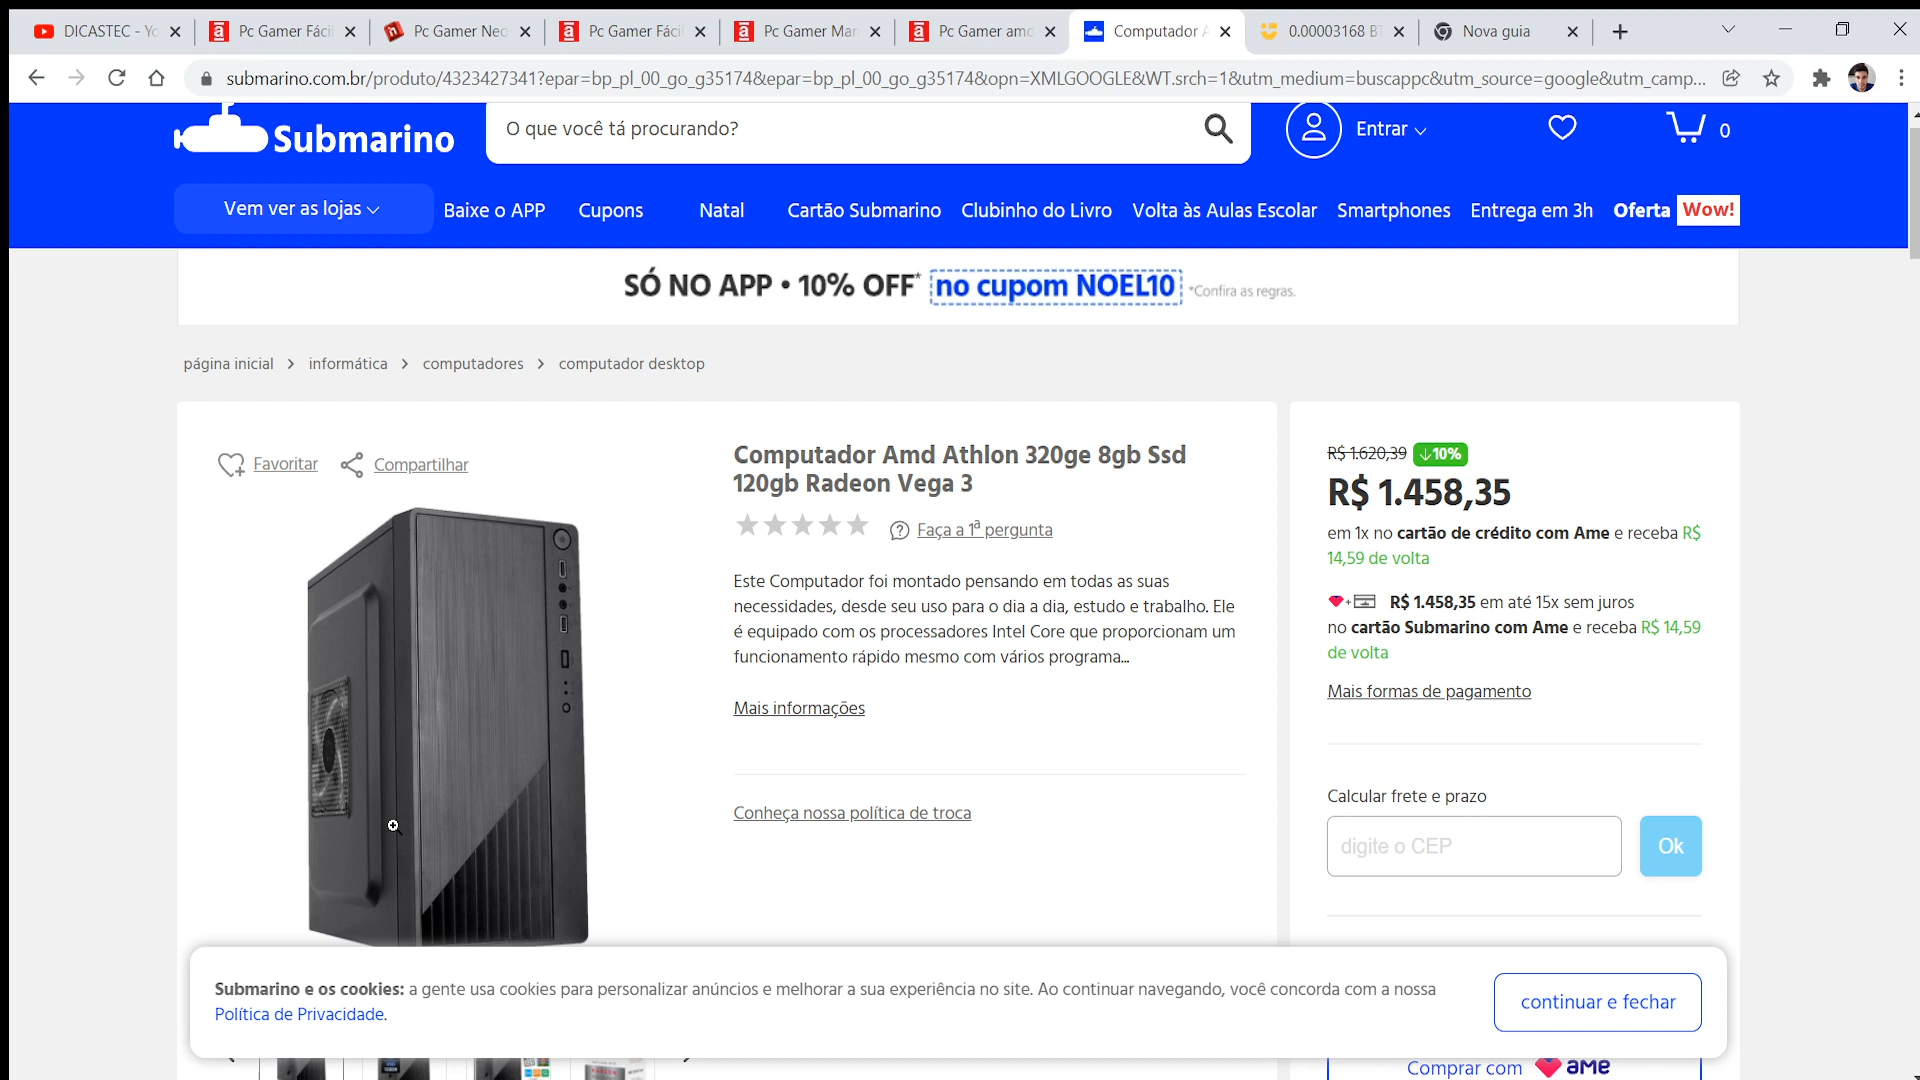 DICASTEC - Yo
Pc Gamer Fácil
Pc Gamer Neo
Pc Gamer Fácil
Pc Gamer Man
Pc Gamer amd
Computador A
0.00003168 BT
Nova guia
submarino.com.br/produto/4323427341?epar=bp_pl_00_go_g35174&epar=bp_pl_00_go_g35174&opn=XMLGOOGLE&WT.srch=1&utm_medium=buscappc&utm_source=google&utm_camp...
Submarino
O que você tá procurando?
Entrar
0
Vem ver as lojas
Baixe o APP
Cupons
Natal
Cartão Submarino
Clubinho do Livro
Volta às Aulas Escolar
Smartphones
Entrega em 3h
Oferta Wow!
SÓ NO APP • 10% OFF* no cupom NOEL10 *Confira as regras.
página inicial > informática > computadores > computador desktop
Favoritar
Compartilhar
Computador Amd Athlon 320ge 8gb Ssd
120gb Radeon Vega 3
Faça a 1ª pergunta
Este Computador foi montado pensando em todas as suas
necessidades, desde seu uso para o dia a dia, estudo e trabalho. Ele
é equipado com os processadores Intel Core que proporcionam um
funcionamento rápido mesmo com vários programa...
Mais informações
Conheça nossa política de troca
R$ 1.620,39 ↓10%
R$ 1.458,35
em 1x no cartão de crédito com Ame e receba R$
14,59 de volta
+ R$ 1.458,35 em até 15x sem juros
no cartão Submarino com Ame e receba R$ 14,59
de volta
Mais formas de pagamento
Calcular frete e prazo
digite o CEP
Ok
Submarino e os cookies: a gente usa cookies para personalizar anúncios e melhorar a sua experiência no site. Ao continuar navegando, você concorda com a nossa
Política de Privacidade.
continuar e fechar
Comprar com AME